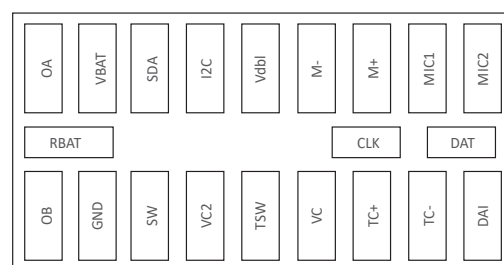 OA VBAT SDA I2C Vdbl M- M+ MIC1 MIC2
RBAT CLK DAT
OB GND SW VC2 TSW VC TC+ TC- DAI